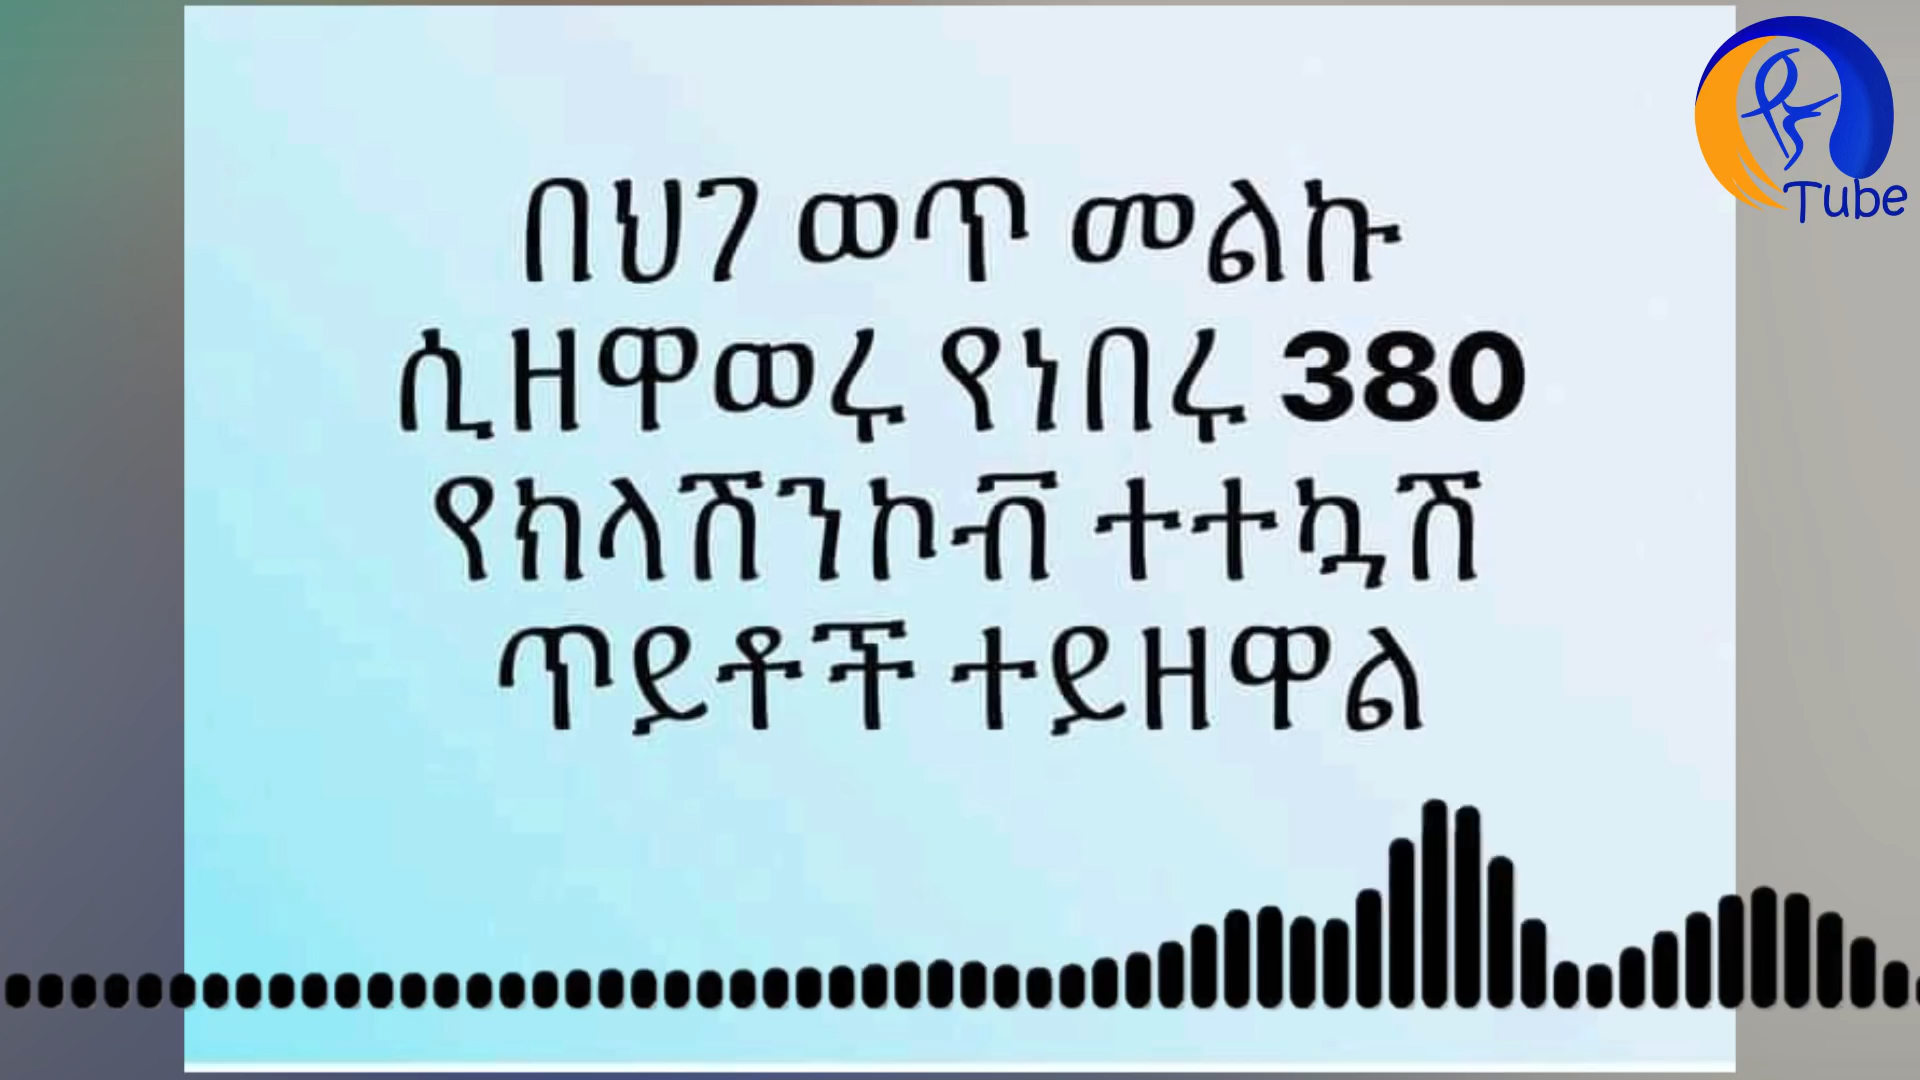 በህገ ወጥ መልኩ
ሲዘዋወሩ የነበሩ 380
የክላሽንኮቭ ተተኳሽ
ጥይቶች ተይዘዋል
Tube